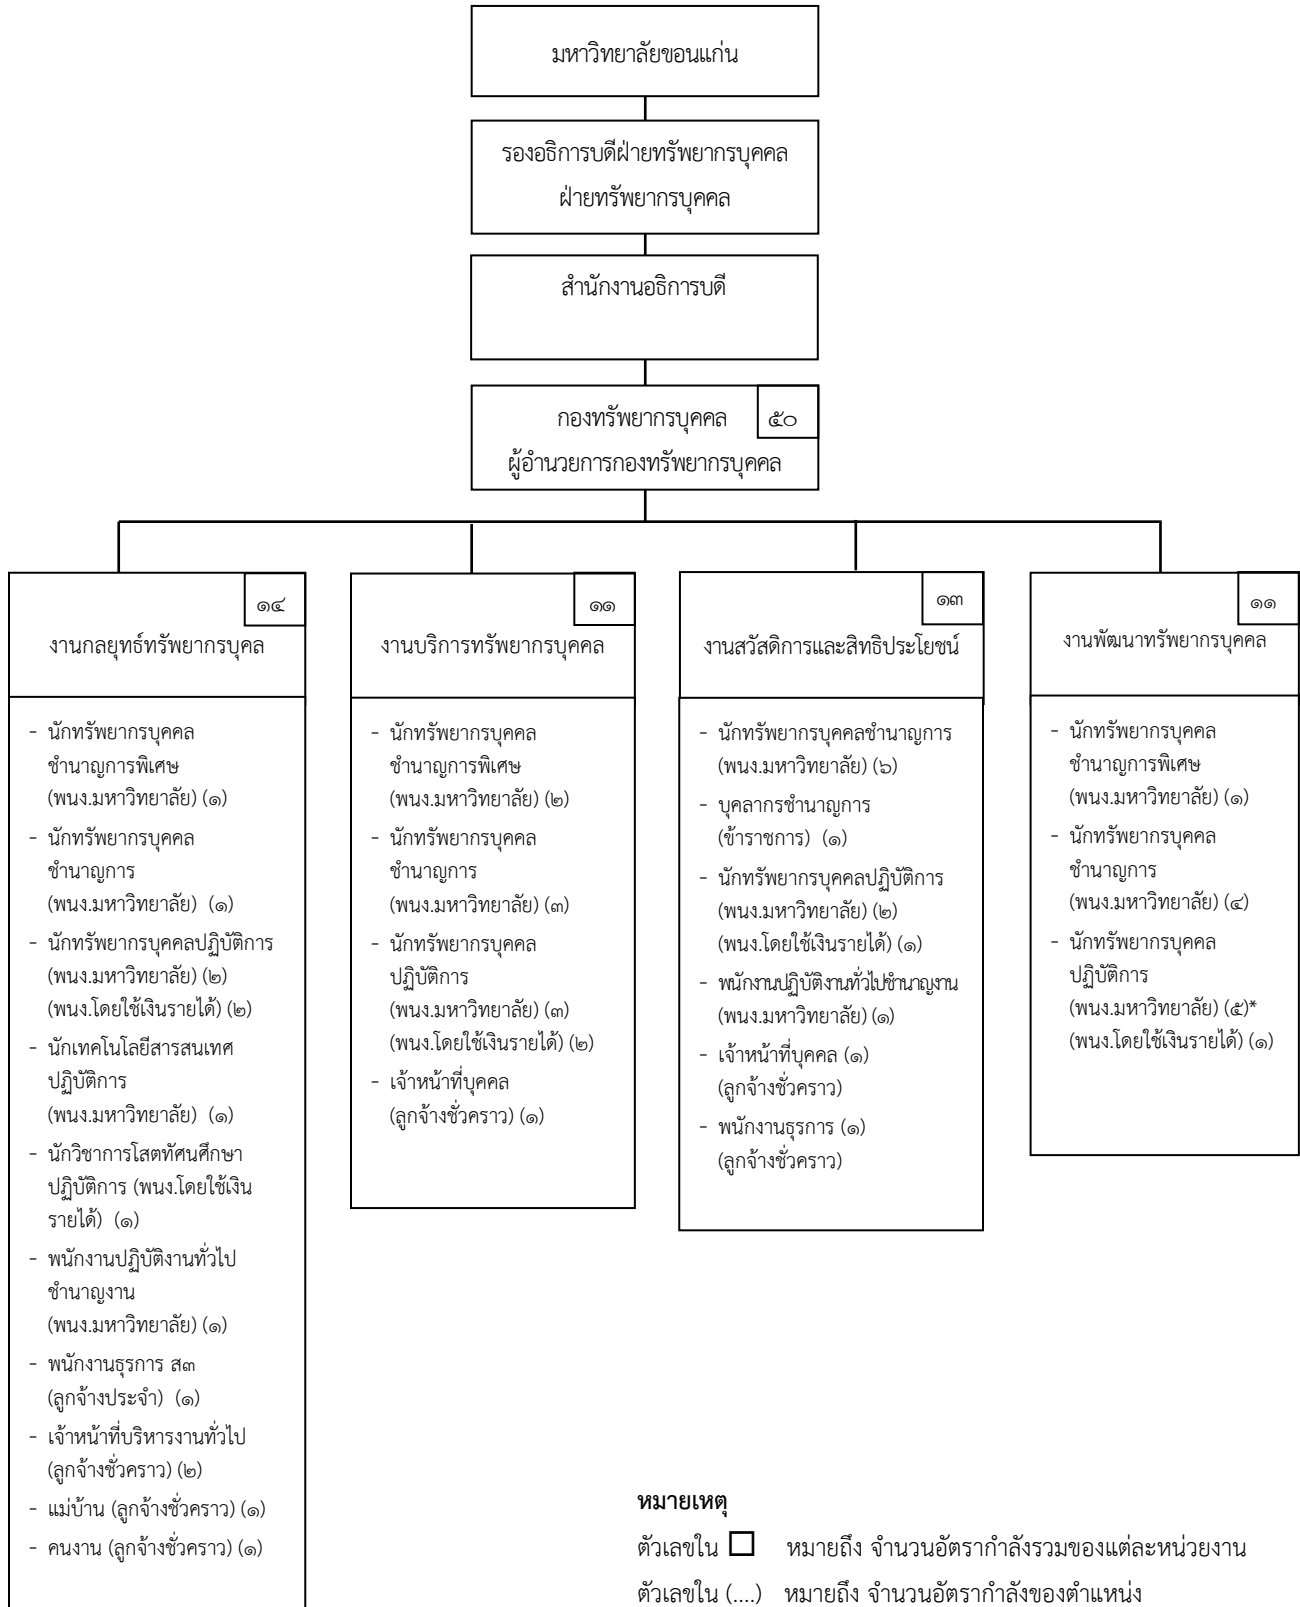 มหาวิทยาลัยขอนแก่น
รองอธิการบดีฝ่ายทรัพยากรบุคคล
ฝ่ายทรัพยากรบุคคล
สำนักงานอธิการบดี
กองทรัพยากรบุคคล
๕๐
ผู้อำนวยการกองทรัพยากรบุคคล
๑๔
งานกลยุทธ์ทรัพยากรบุคล
- นักทรัพยากรบุคคล
ชำนาญการพิเศษ
(พนง.มหาวิทยาลัย) (๑)
- นักทรัพยากรบุคคล
ชำนาญการ
(พนง.มหาวิทยาลัย) (๑)
- นักทรัพยากรบุคคลปฏิบัติการ
(พนง.มหาวิทยาลัย) (๒)
(พนง.โดยใช้เงินรายได้) (๒)
- นักเทคโนโลยีสารสนเทศ
ปฏิบัติการ
(พนง.มหาวิทยาลัย) (๑)
- นักวิชาการโสตทัศนศึกษา
ปฏิบัติการ (พนง.โดยใช้เงิน
รายได้) (๑)
- พนักงานปฏิบัติงานทั่วไป
ชำนาญงาน
(พนง.มหาวิทยาลัย) (๑)
- พนักงานธุรการ ส๓
(ลูกจ้างประจำ) (๑)
- เจ้าหน้าที่บริหารงานทั่วไป
(ลูกจ้างชั่วคราว) (๒)
- แม่บ้าน (ลูกจ้างชั่วคราว) (๑)
- คนงาน (ลูกจ้างชั่วคราว) (๑)
๑๑
งานบริการทรัพยากรบุคคล
- นักทรัพยากรบุคคล
ชำนาญการพิเศษ
(พนง.มหาวิทยาลัย) (๒)
- นักทรัพยากรบุคคล
ชำนาญการ
(พนง.มหาวิทยาลัย) (๓)
- นักทรัพยากรบุคคล
ปฏิบัติการ
(พนง.มหาวิทยาลัย) (๓)
(พนง.โดยใช้เงินรายได้) (๒)
- เจ้าหน้าที่บุคคล
(ลูกจ้างชั่วคราว) (๑)
๑๓
งานสวัสดิการและสิทธิประโยชน์
- นักทรัพยากรบุคคลชำนาญการ
(พนง.มหาวิทยาลัย) (๖)
- บุคลากรชำนาญการ
(ข้าราชการ) (๑)
- นักทรัพยากรบุคคลปฏิบัติการ
(พนง.มหาวิทยาลัย) (๒)
(พนง.โดยใช้เงินรายได้) (๑)
- พนักงานปฏิบัติงานทั่วไปชำนาญงาน
(พนง.มหาวิทยาลัย) (๑)
- เจ้าหน้าที่บุคคล (๑)
(ลูกจ้างชั่วคราว)
- พนักงานธุรการ (๑)
(ลูกจ้างชั่วคราว)
๑๑
งานพัฒนาทรัพยากรบุคคล
- นักทรัพยากรบุคคล
ชำนาญการพิเศษ
(พนง.มหาวิทยาลัย) (๑)
- นักทรัพยากรบุคคล
ชำนาญการ
(พนง.มหาวิทยาลัย) (๔)
- นักทรัพยากรบุคคล
ปฏิบัติการ
(พนง.มหาวิทยาลัย) (๕)*
(พนง.โดยใช้เงินรายได้) (๑)
หมายเหตุ
ตัวเลขใน □ หมายถึง จำนวนอัตรากำลังรวมของแต่ละหน่วยงาน
ตัวเลขใน (....) หมายถึง จำนวนอัตรากำลังของตำแหน่ง